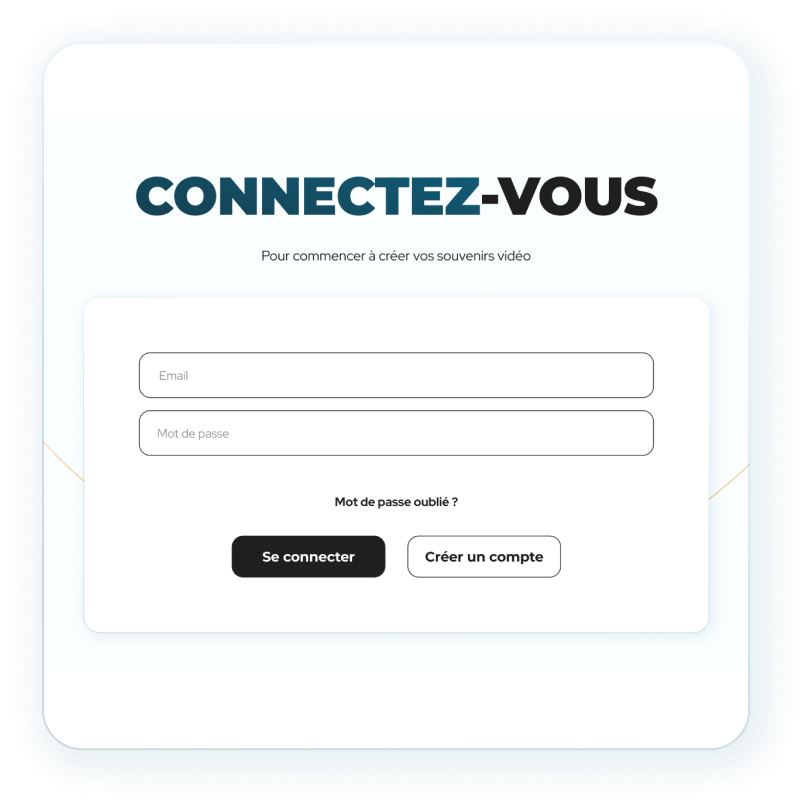 CONNECTEZ-VOUS
Pour commencer à créer vos souvenirs vidéo
Email
Mot de passe
Mot de passe oublié ?
Se connecter
Créer un compte